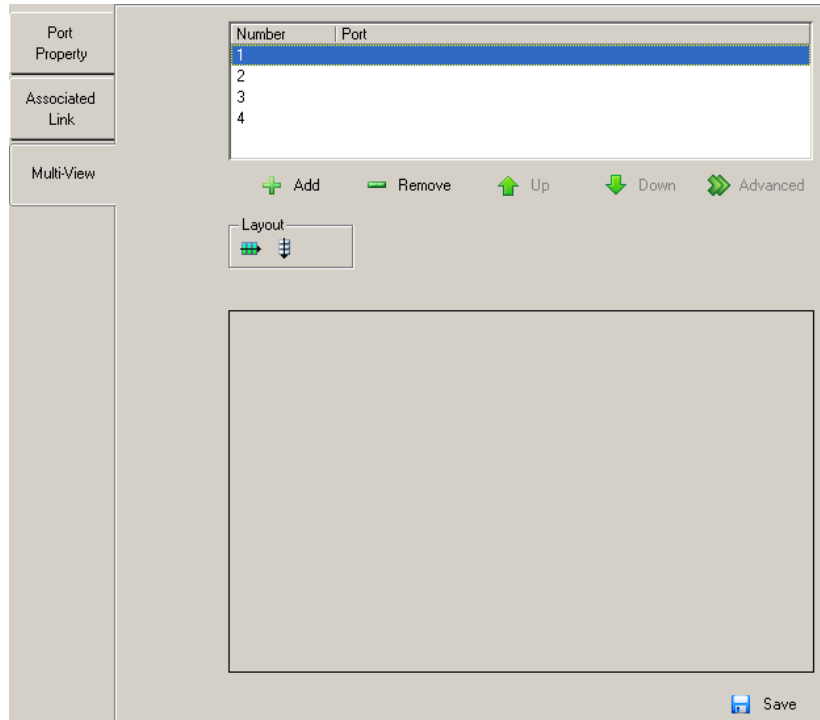 Port
Property
Associated
Link
Multi-View
Number Port
1
2
3
4
Add Remove Up Down Advanced
Layout
Save